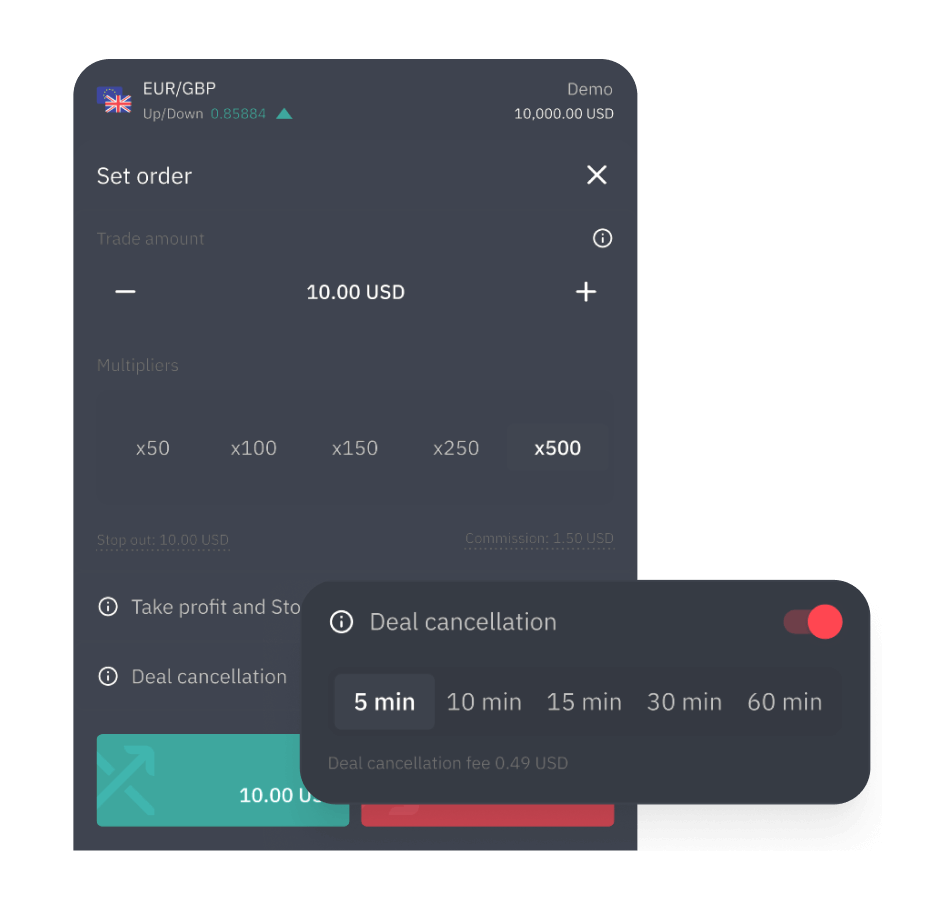 EUR/GBP
Demo
Up/Down 0.85884
10,000.00 USD
Set order
Trade amount
10.00 USD
Multipliers
x50 x100 x150 x250 x500
Stop out: 10.00 USD
Commission: 1.50 USD
Take profit and Sto
Deal cancellation
10.00 U
Deal cancellation
5 min 10 min 15 min 30 min 60 min
Deal cancellation fee 0.49 USD